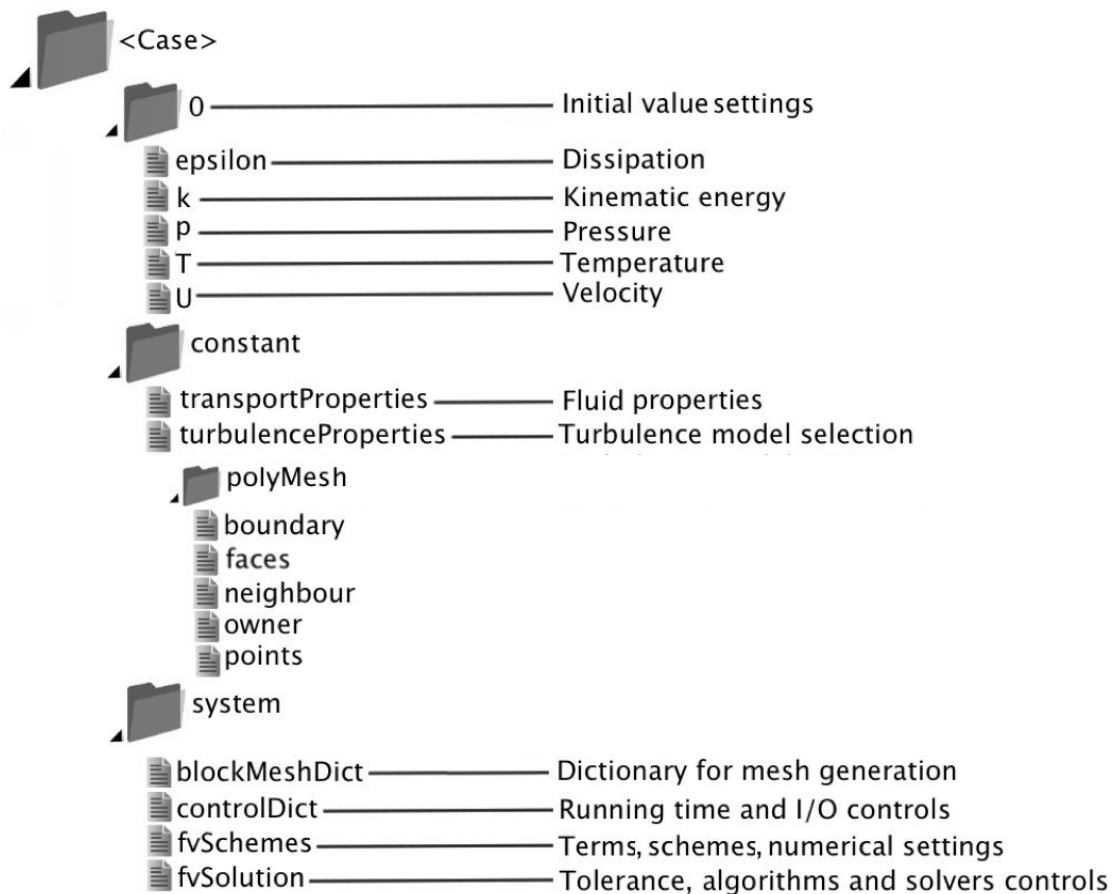 <Case>
0 Initial value settings
epsilon Dissipation
k Kinematic energy
p Pressure
T Temperature
U Velocity
constant
transportProperties Fluid properties
turbulenceProperties Turbulence model selection
polyMesh
boundary
faces
neighbour
owner
points
system
blockMeshDict Dictionary for mesh generation
controlDict Running time and I/O controls
fvSchemes Terms, schemes, numerical settings
fvSolution Tolerance, algorithms and solvers controls